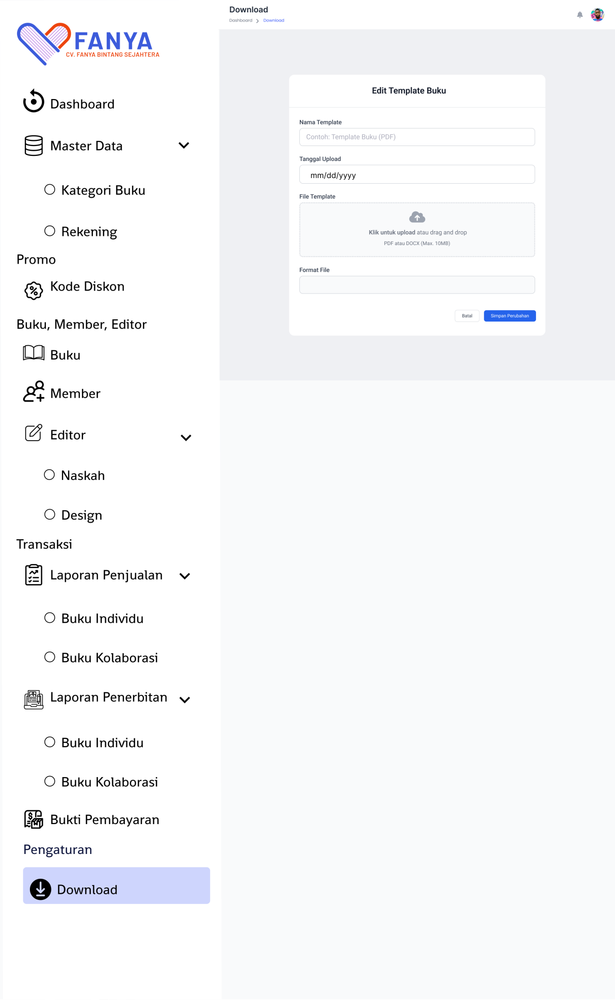 FANYA
CV. FANYA BINTANG SEJAHTERA
Dashboard
Master Data
Kategori Buku
Rekening
Promo
Kode Diskon
Buku, Member, Editor
Buku
Member
Editor
Naskah
Design
Transaksi
Laporan Penjualan
Buku Individu
Buku Kolaborasi
Laporan Penerbitan
Buku Individu
Buku Kolaborasi
Bukti Pembayaran
Pengaturan
Download
Download
Dashboard > Download
Edit Template Buku
Nama Template
Contoh: Template Buku (PDF)
Tanggal Upload
mm/dd/yyyy
File Template
Klik untuk upload atau drag and drop
PDF atau DOCX (Max. 10MB)
Format File
Batal
Simpan Perubahan